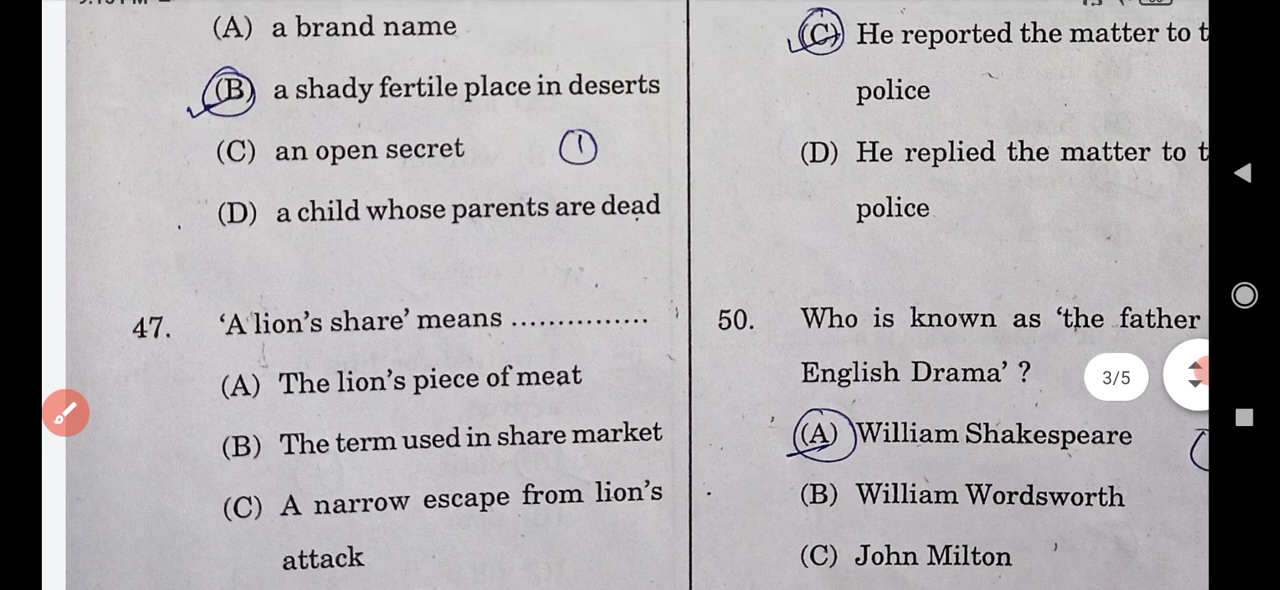 (A) a brand name
(B) a shady fertile place in deserts
(C) an open secret
1
(D) a child whose parents are dead
47. 'A lion's share' means ...............
(A) The lion's piece of meat
(B) The term used in share market
(C) A narrow escape from lion's
attack
(C) He reported the matter to t
police
(D) He replied the matter to t
police
50. Who is known as 'the father
English Drama' ?
3/5
(A) William Shakespeare
(B) William Wordsworth
(C) John Milton